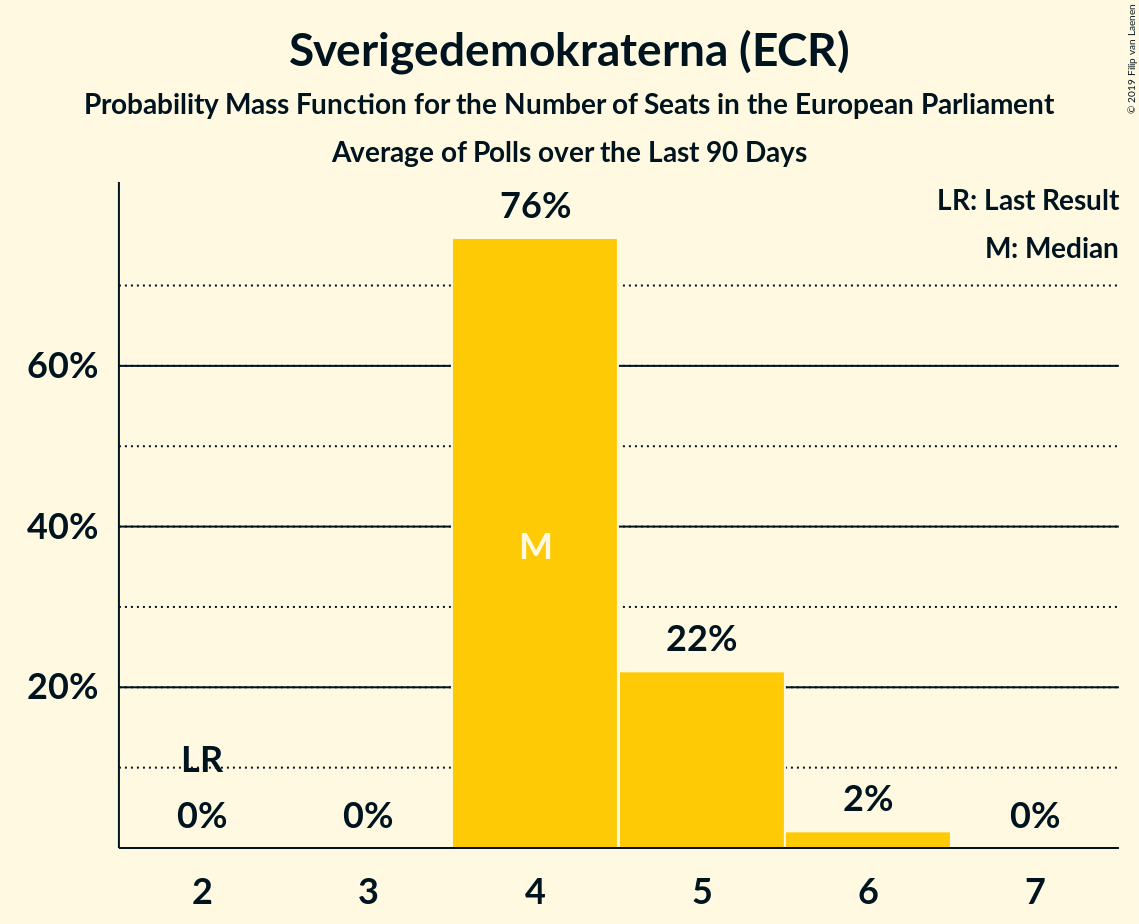 Sverigedemokraterna (ECR)
Probability Mass Function for the Number of Seats in the European Parliament
Average of Polls over the Last 90 Days
© 2019 Filip van Laenen
LR: Last Result
M: Median
76%
60%
40%
M
22%
20%
LR
0%
0%
2%
0%
2
3
4
5
6
7